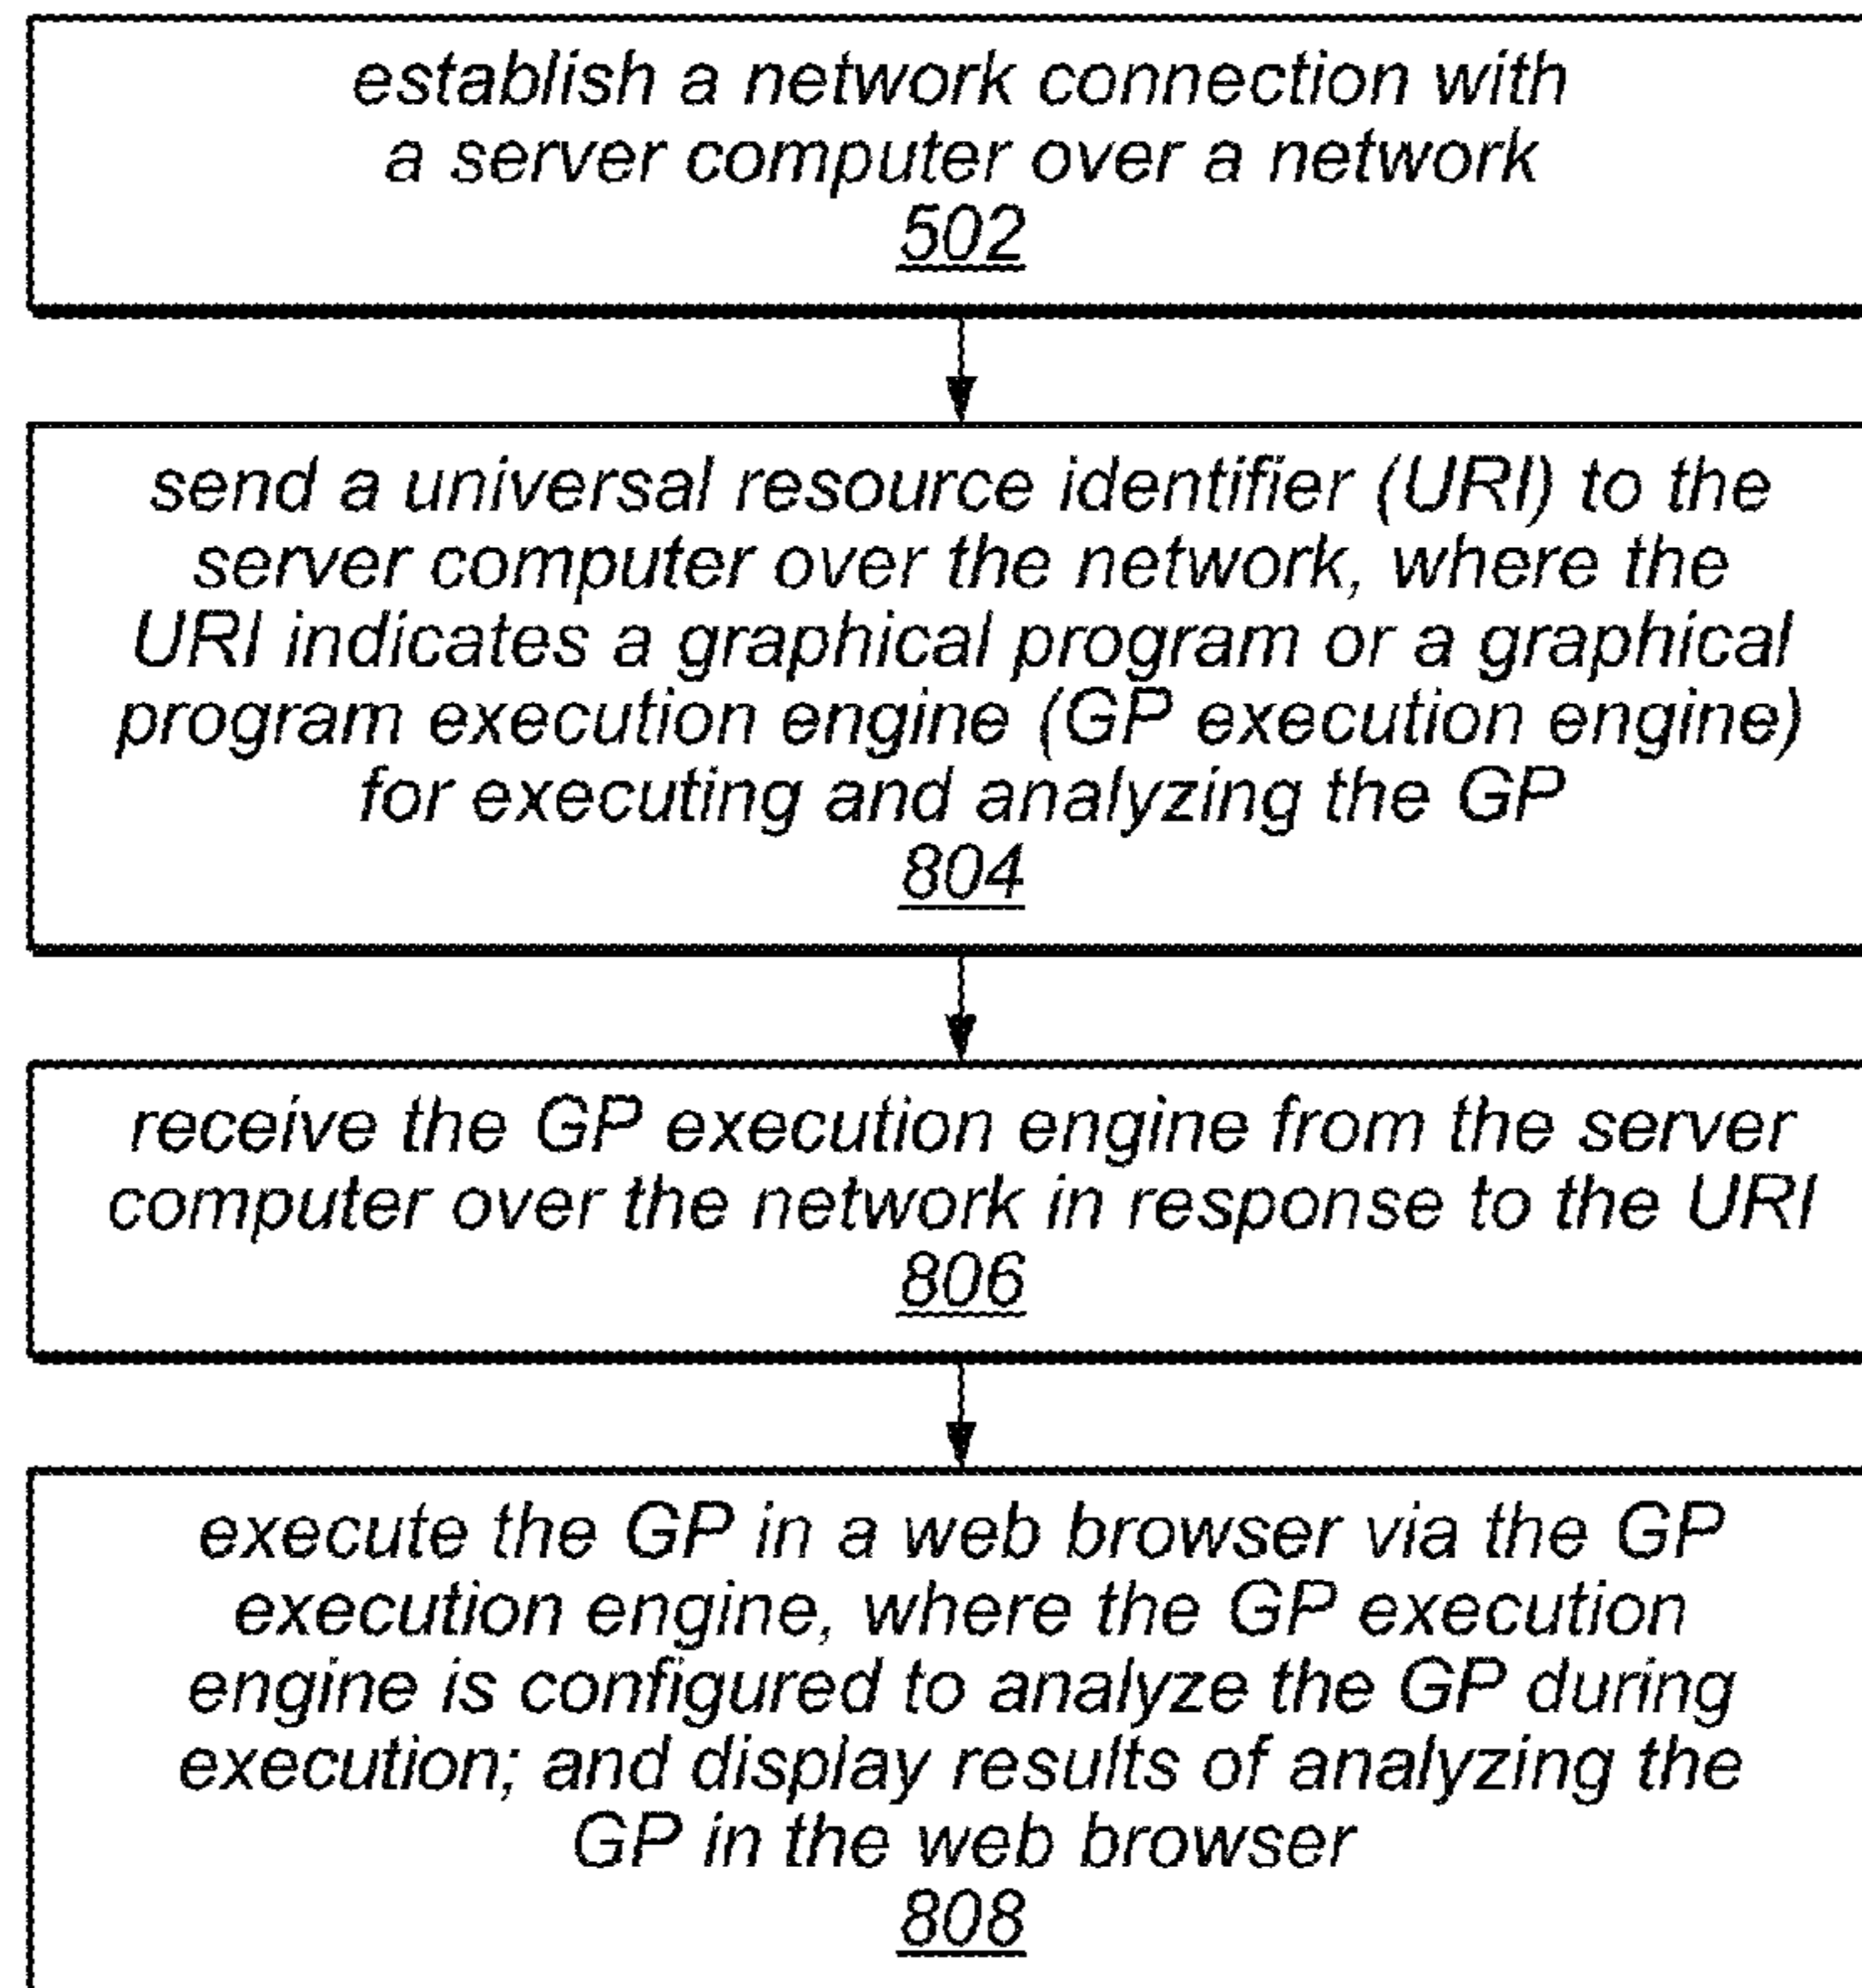 establish a network connection with
a server computer over a network
502
send a universal resource identifier (URI) to the
server computer over the network, where the
URI indicates a graphical program or a graphical
program execution engine (GP execution engine)
for executing and analyzing the GP
804
receive the GP execution engine from the server
computer over the network in response to the URI
806
execute the GP in a web browser via the GP
execution engine, where the GP execution
engine is configured to analyze the GP during
execution; and display results of analyzing the
GP in the web browser
808